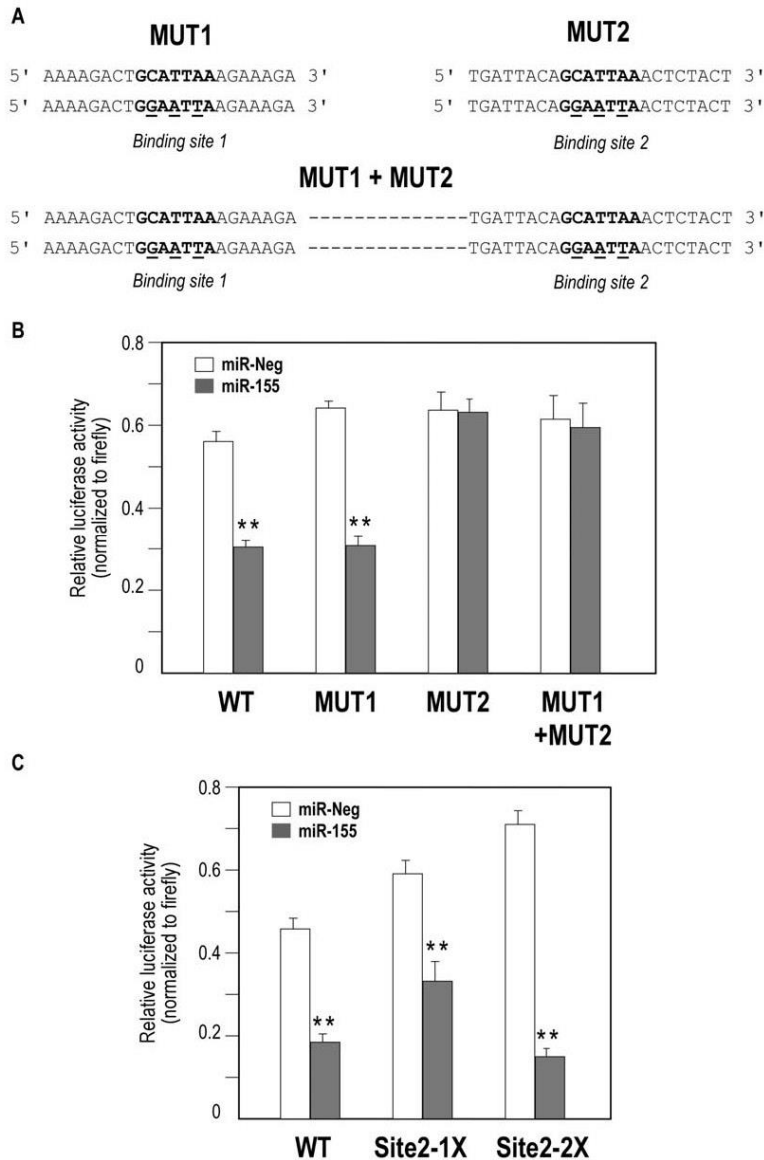 A
MUT1 MUT2
5' AAAAGACTGCATTAAAGAAAGA 3' 5' TGATTACAGCATTAAACTCTACT 3'
AAAAGACTGGAATTAAGAAAGA TGATTACAGGAATTAACTCTACT
Binding site 1 Binding site 2
MUT1 + MUT2
5' AAAAGACTGCATTAAAGAAAGA --------------TGATTACAGCATTAAACTCTACT 3'
5' AAAAGACTGGAATTAAGAAAGA --------------TGATTACAGGAATTAACTCTACT 3'
Binding site 1 Binding site 2
B
Relative luciferase activity
(normalized to firefly)
0.8
0.6
0.4
0.2
0
miR-Neg
miR-155
**
**
WT MUT1 MUT2 MUT1
+MUT2
C
Relative luciferase activity
(normalized to firefly)
0.8
0.6
0.4
0.2
0
miR-Neg
miR-155
**
**
**
WT Site2-1X Site2-2X